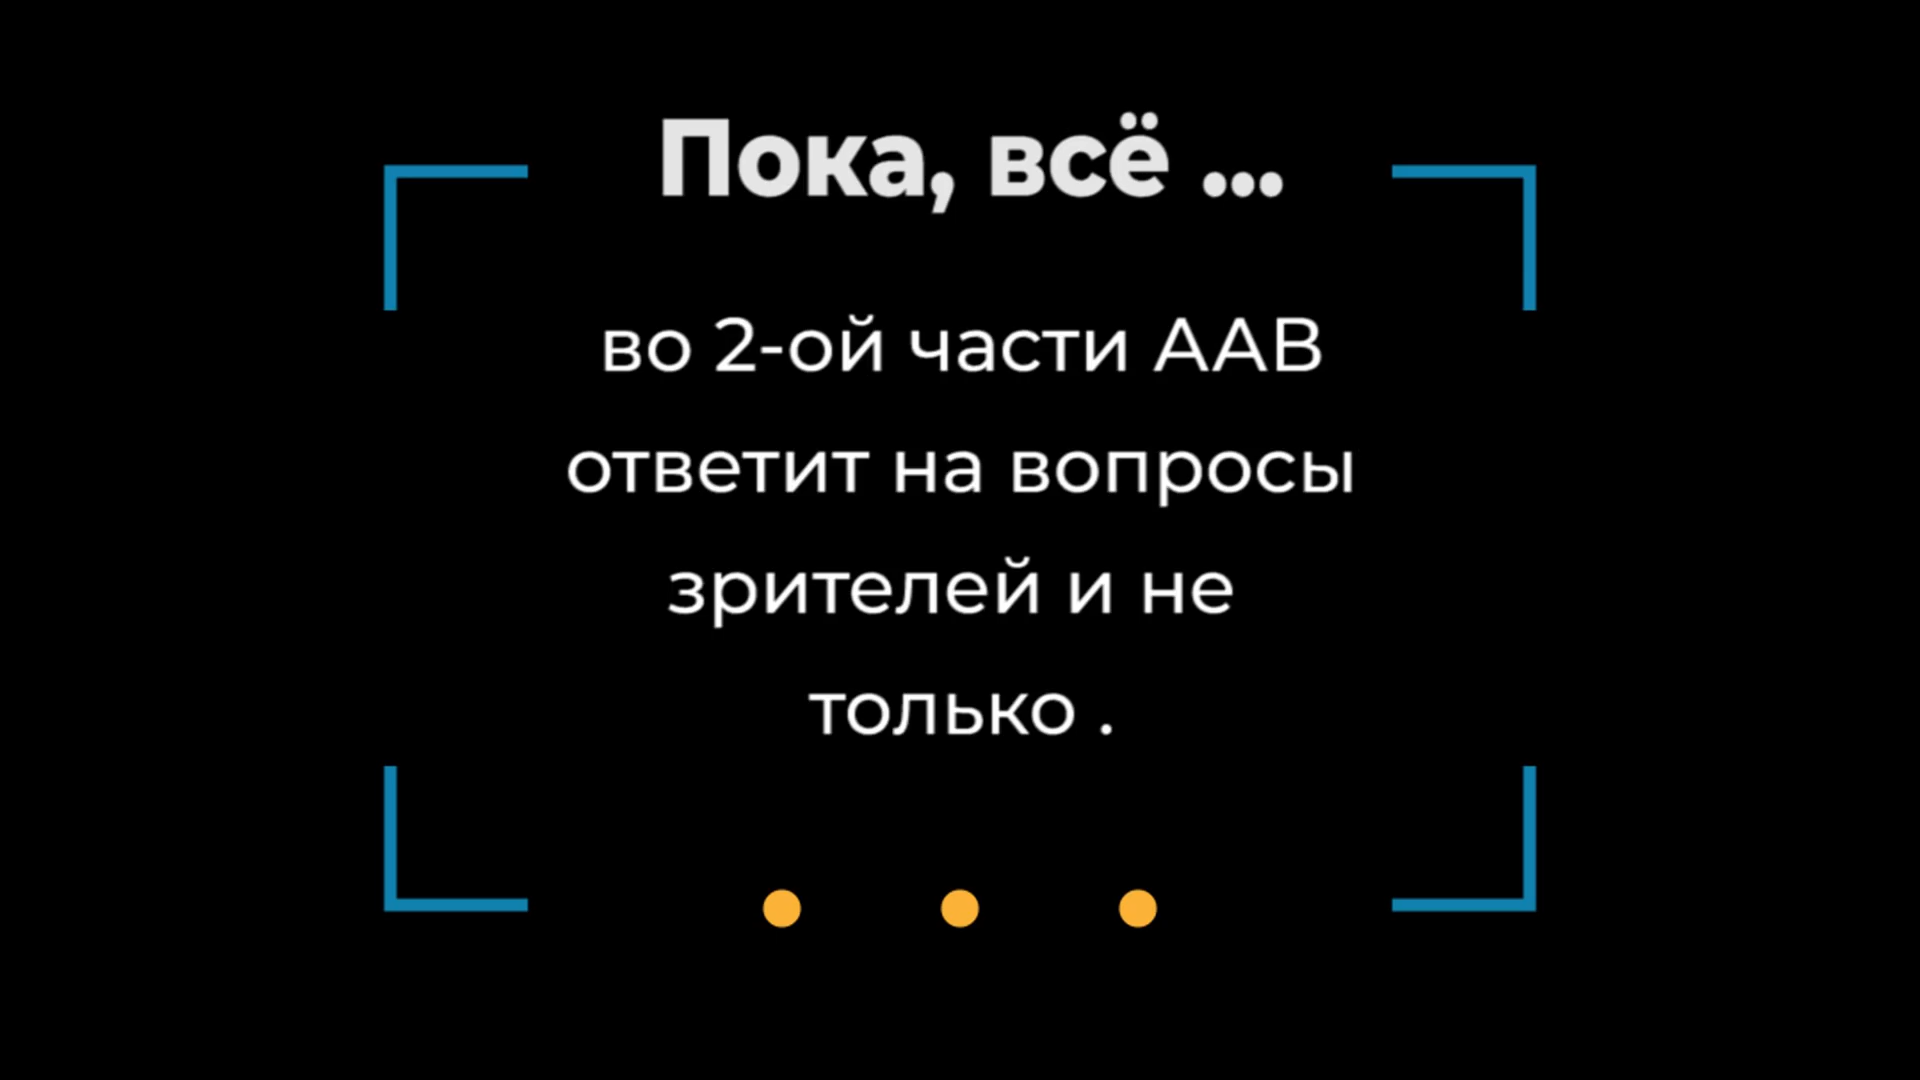 Пока, всё ...
во 2-ой части ААВ
ответит на вопросы
зрителей и не
только .